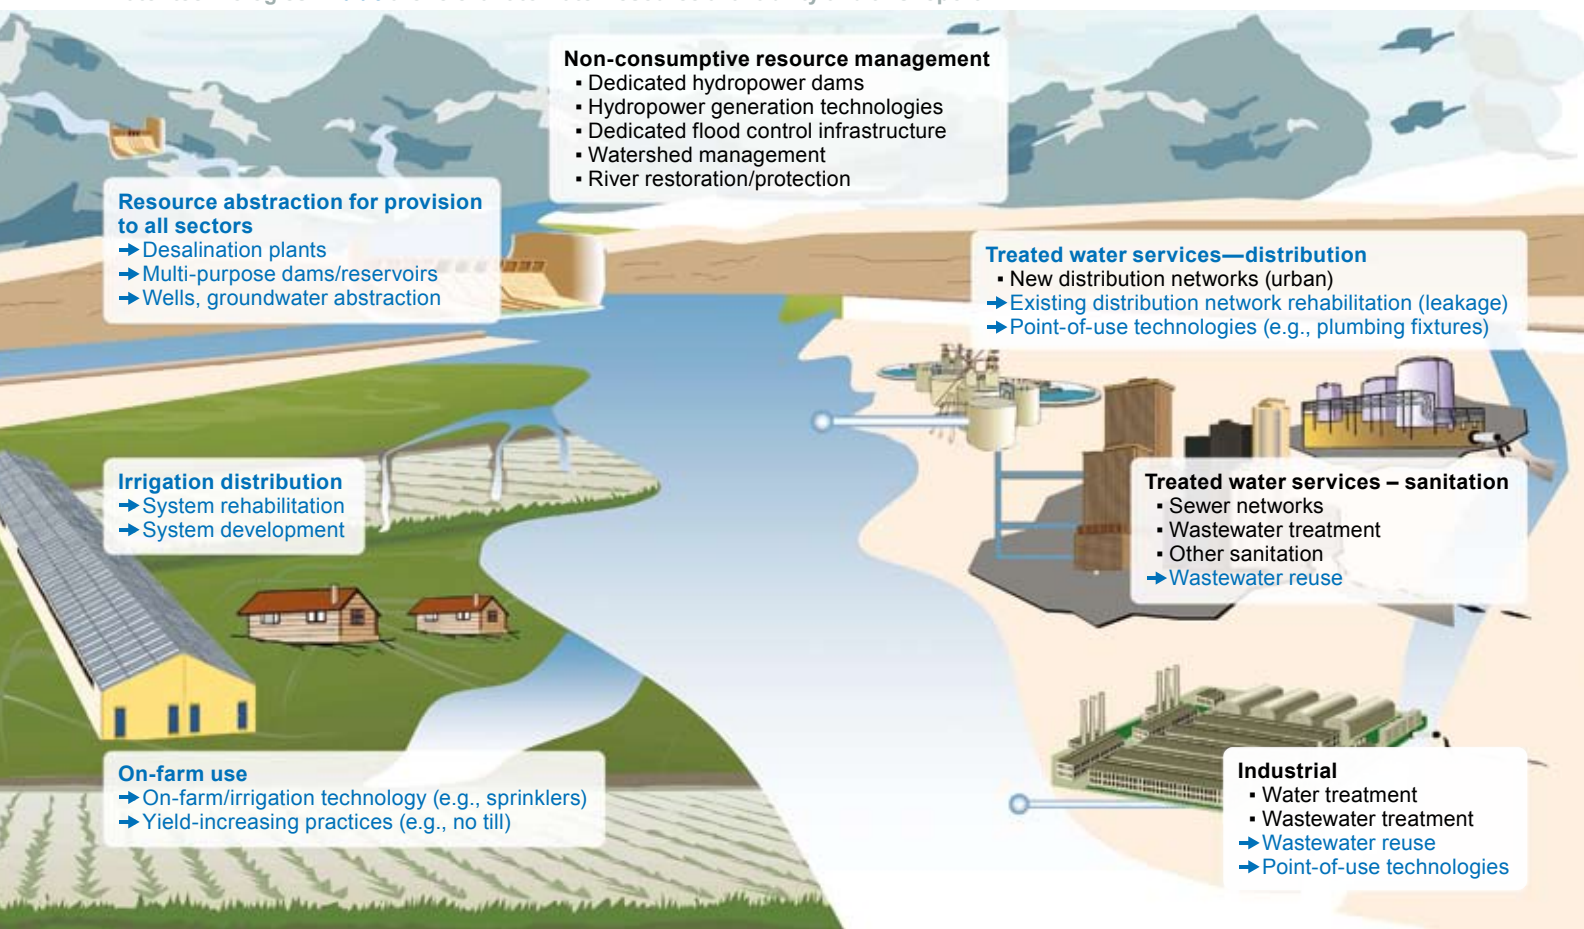 Non-consumptive resource management
▪ Dedicated hydropower dams
▪ Hydropower generation technologies
▪ Dedicated flood control infrastructure
▪ Watershed management
▪ River restoration/protection
Resource abstraction for provision
to all sectors
➔ Desalination plants
➔ Multi-purpose dams/reservoirs
➔ Wells, groundwater abstraction
Treated water services—distribution
▪ New distribution networks (urban)
➔ Existing distribution network rehabilitation (leakage)
➔ Point-of-use technologies (e.g., plumbing fixtures)
Irrigation distribution
➔ System rehabilitation
➔ System development
Treated water services – sanitation
▪ Sewer networks
▪ Wastewater treatment
▪ Other sanitation
➔ Wastewater reuse
On-farm use
➔ On-farm/irrigation technology (e.g., sprinklers)
➔ Yield-increasing practices (e.g., no till)
Industrial
▪ Water treatment
▪ Wastewater treatment
➔ Wastewater reuse
➔ Point-of-use technologies